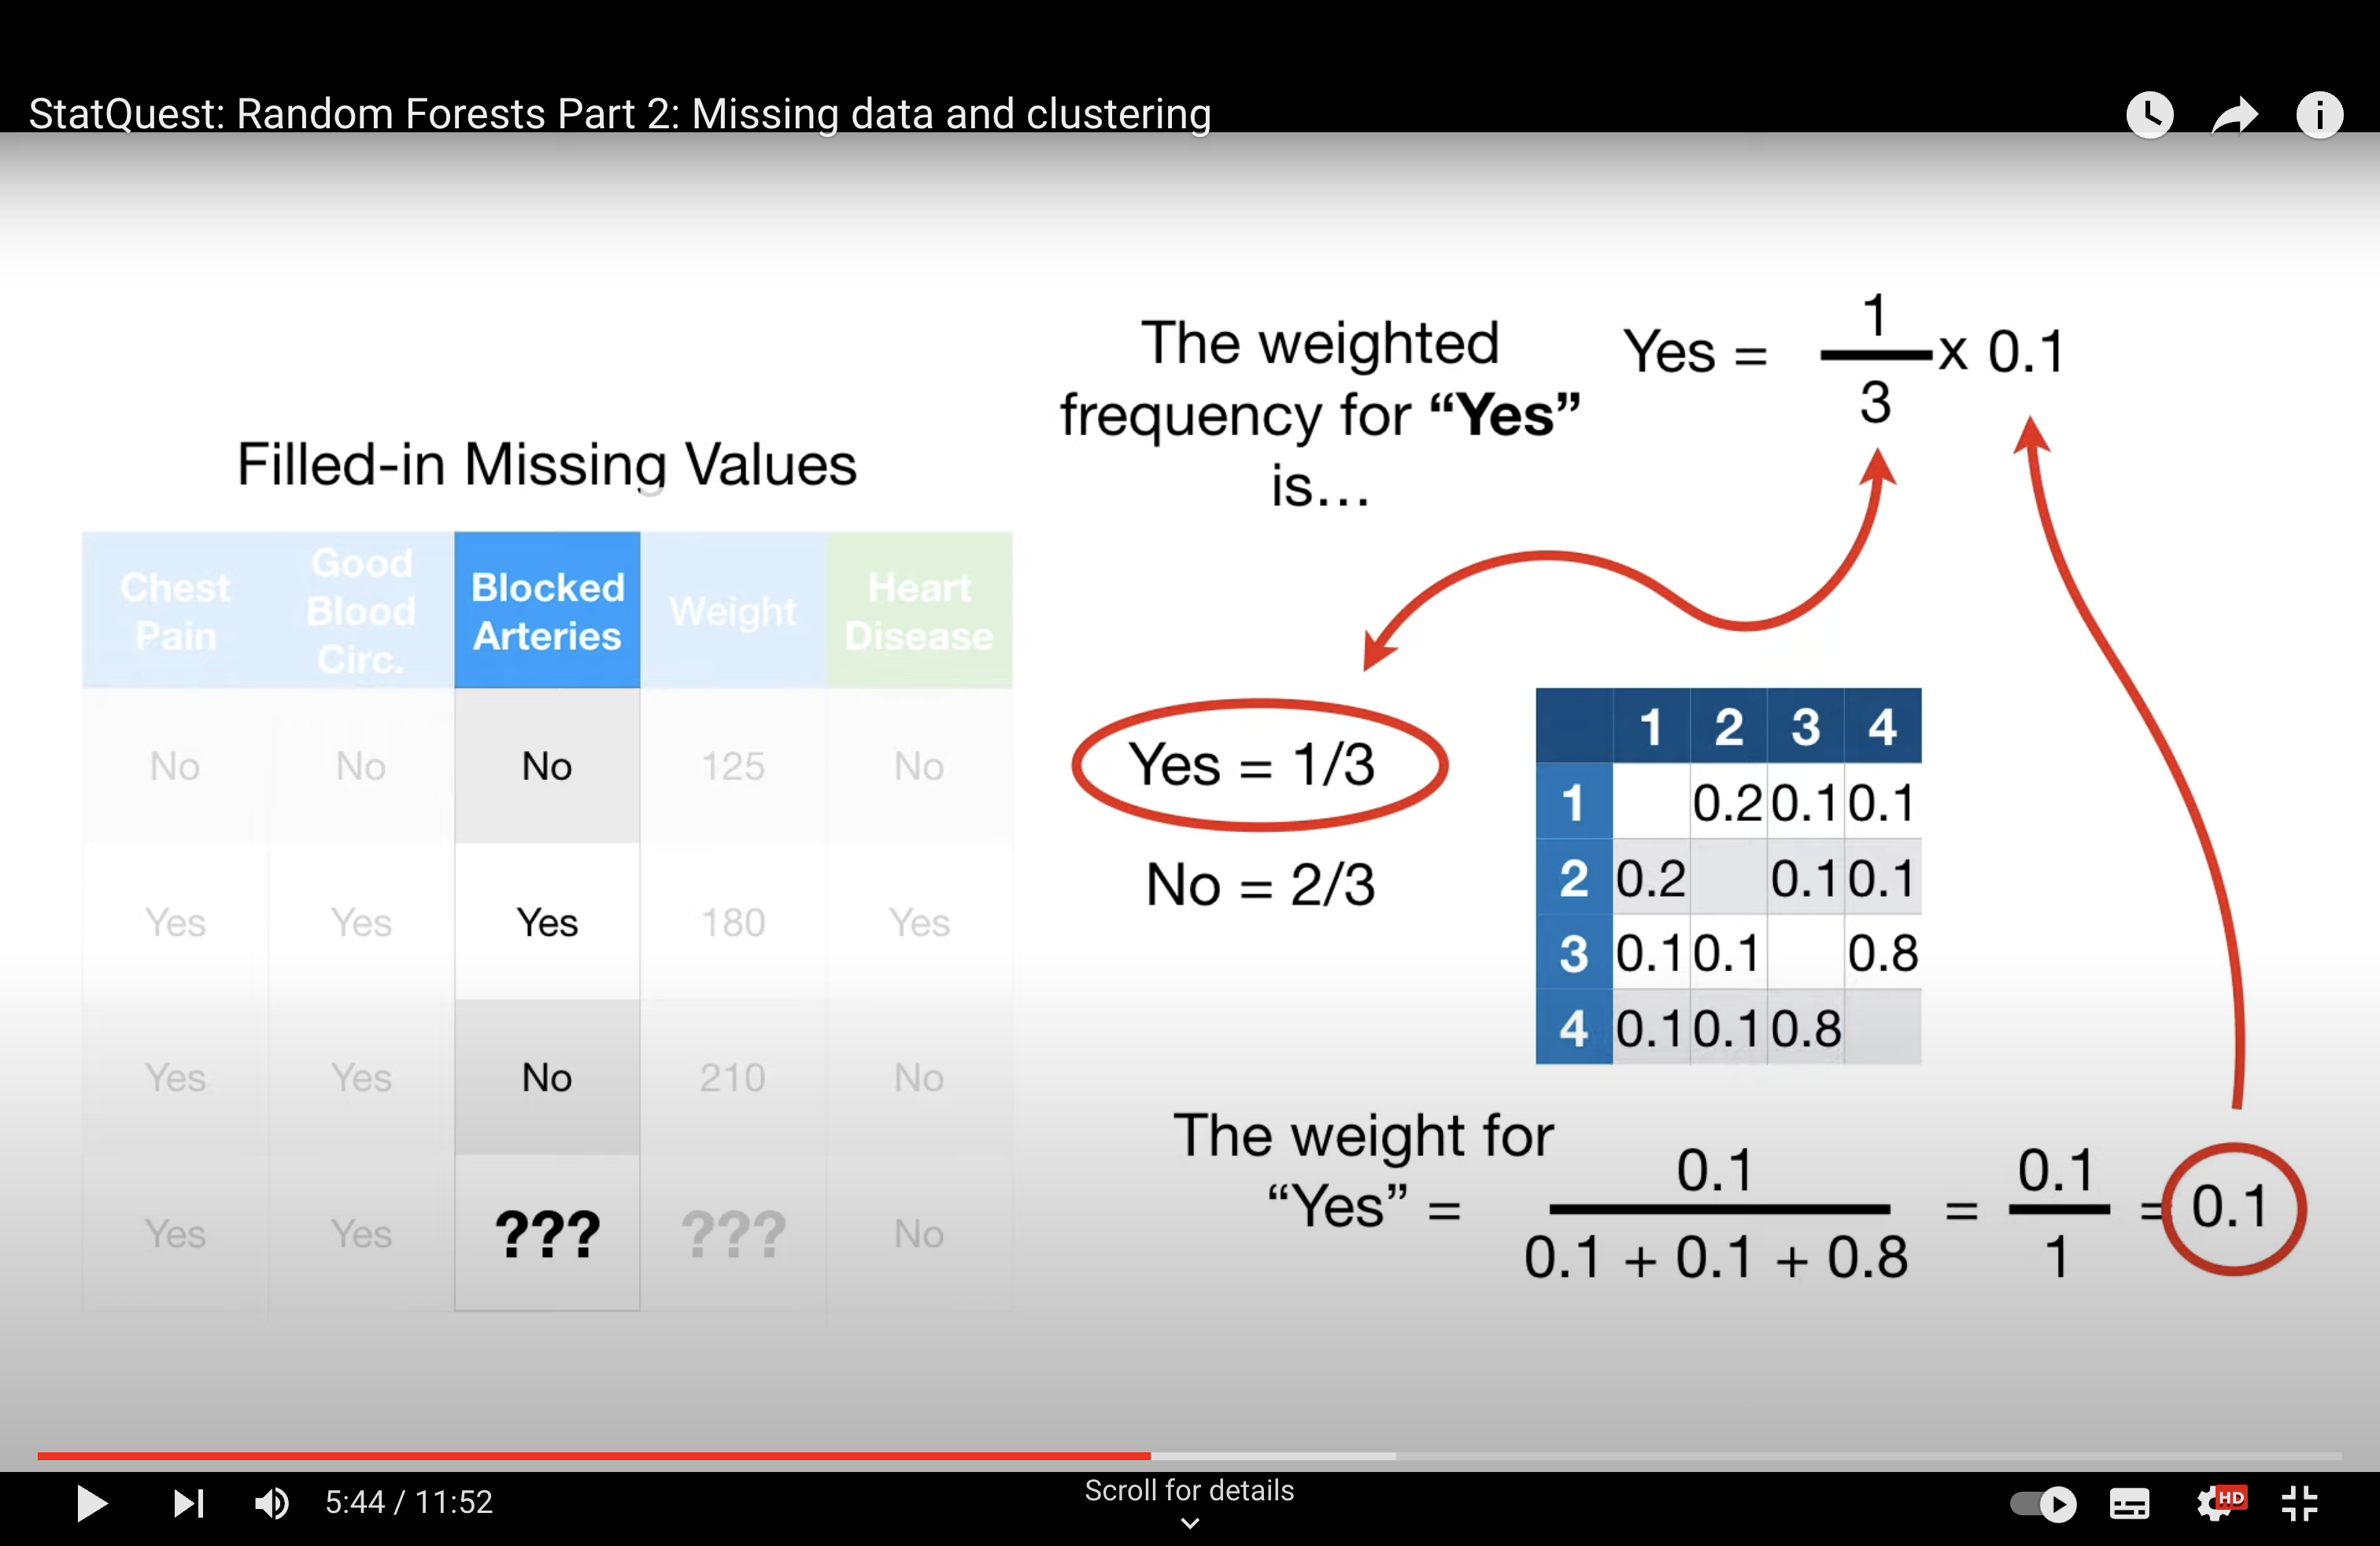 StatQuest: Random Forests Part 2: Missing data and clustering
The weighted
frequency for “Yes”
is…
Yes = 1/3 x 0.1
Filled-in Missing Values
Chest Pain Good Blood Circ. Blocked Arteries Weight Heart Disease
No No No 125 No
Yes Yes Yes 180 Yes
Yes Yes No 210 No
Yes Yes ??? ??? No
Yes = 1/3
No = 2/3
1 2 3 4
1 0.2 0.1 0.1
2 0.2 0.1 0.1
3 0.1 0.1 0.8
4 0.1 0.1 0.8
The weight for
“Yes” = 0.1 / 0.1 + 0.1 + 0.8 = 0.1 / 1 = 0.1
5:44 / 11:52
Scroll for details
HD